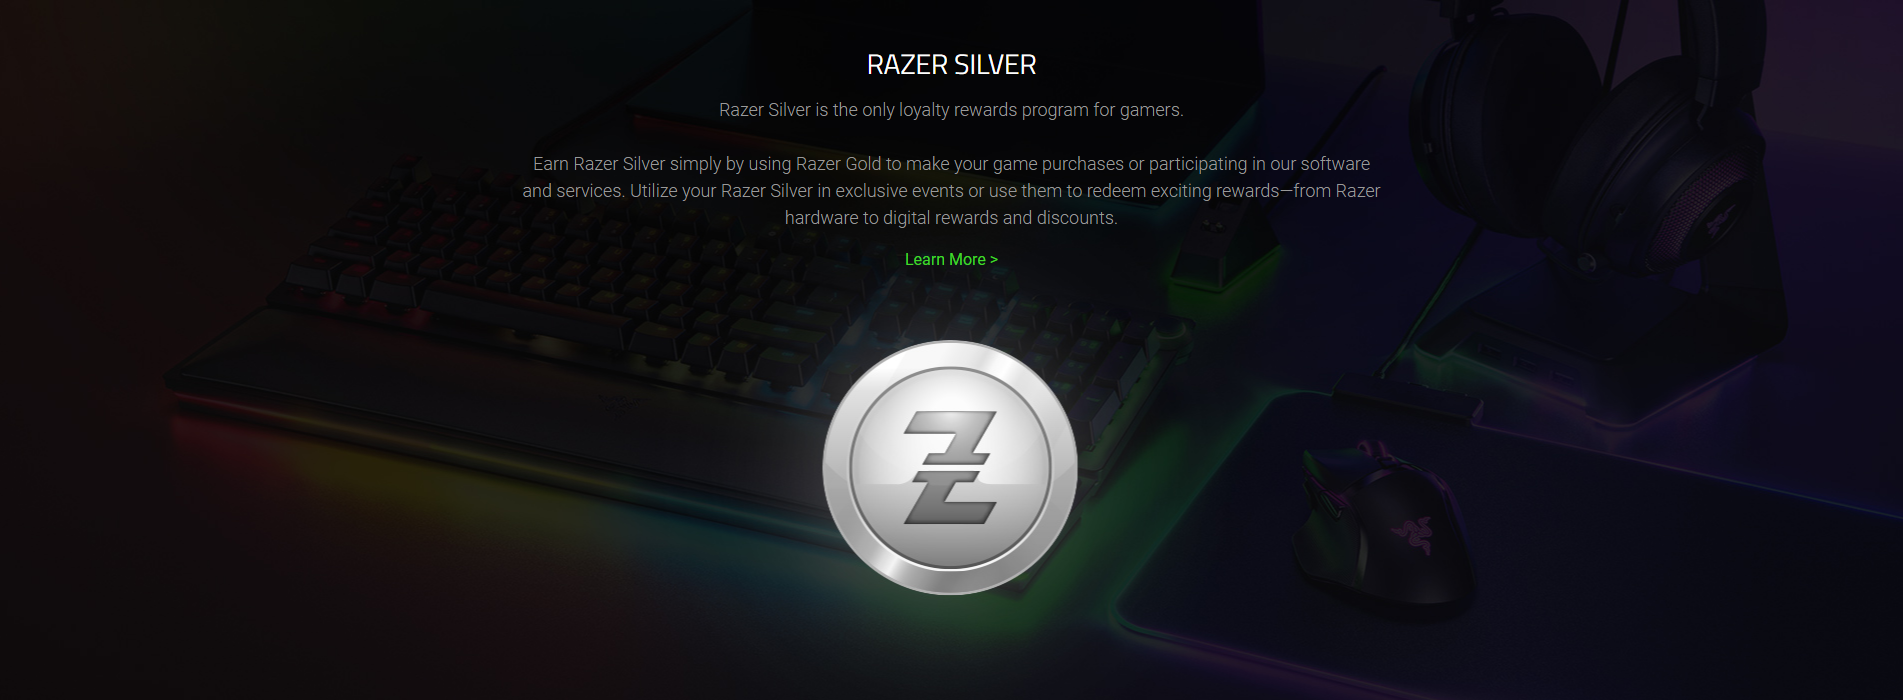 RAZER SILVER
Razer Silver is the only loyalty rewards program for gamers.
Earn Razer Silver simply by using Razer Gold to make your game purchases or participating in our software
and services. Utilize your Razer Silver in exclusive events or use them to redeem exciting rewards—from Razer
hardware to digital rewards and discounts.
Learn More >